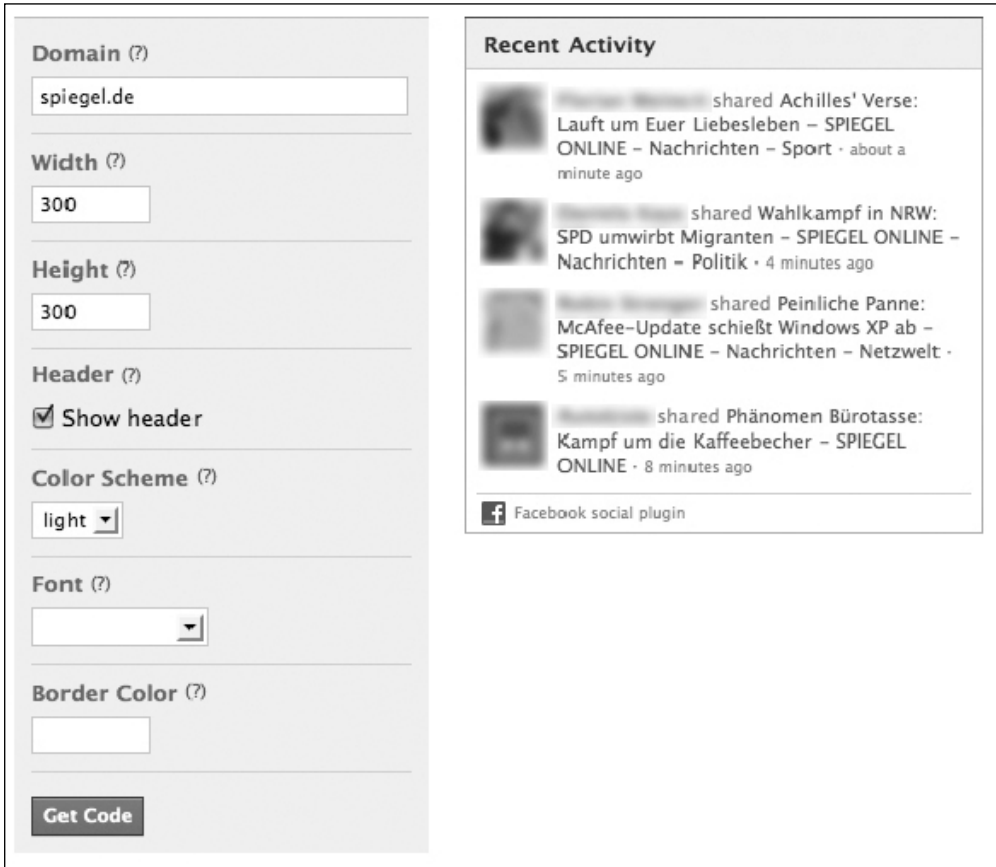 Domain (?)
spiegel.de
Width (?)
300
Height (?)
300
Header (?)
Show header
Color Scheme (?)
light
Font (?)
Border Color (?)
Get Code
Recent Activity
shared Achilles' Verse:
Lauft um Euer Liebesleben – SPIEGEL
ONLINE – Nachrichten – Sport · about a
minute ago
shared Wahlkampf in NRW:
SPD umwirbt Migranten – SPIEGEL ONLINE –
Nachrichten – Politik · 4 minutes ago
shared Peinliche Panne:
McAfee-Update schießt Windows XP ab –
SPIEGEL ONLINE – Nachrichten – Netzwelt ·
5 minutes ago
shared Phänomen Bürotasse:
Kampf um die Kaffeebecher – SPIEGEL
ONLINE · 8 minutes ago
f Facebook social plugin